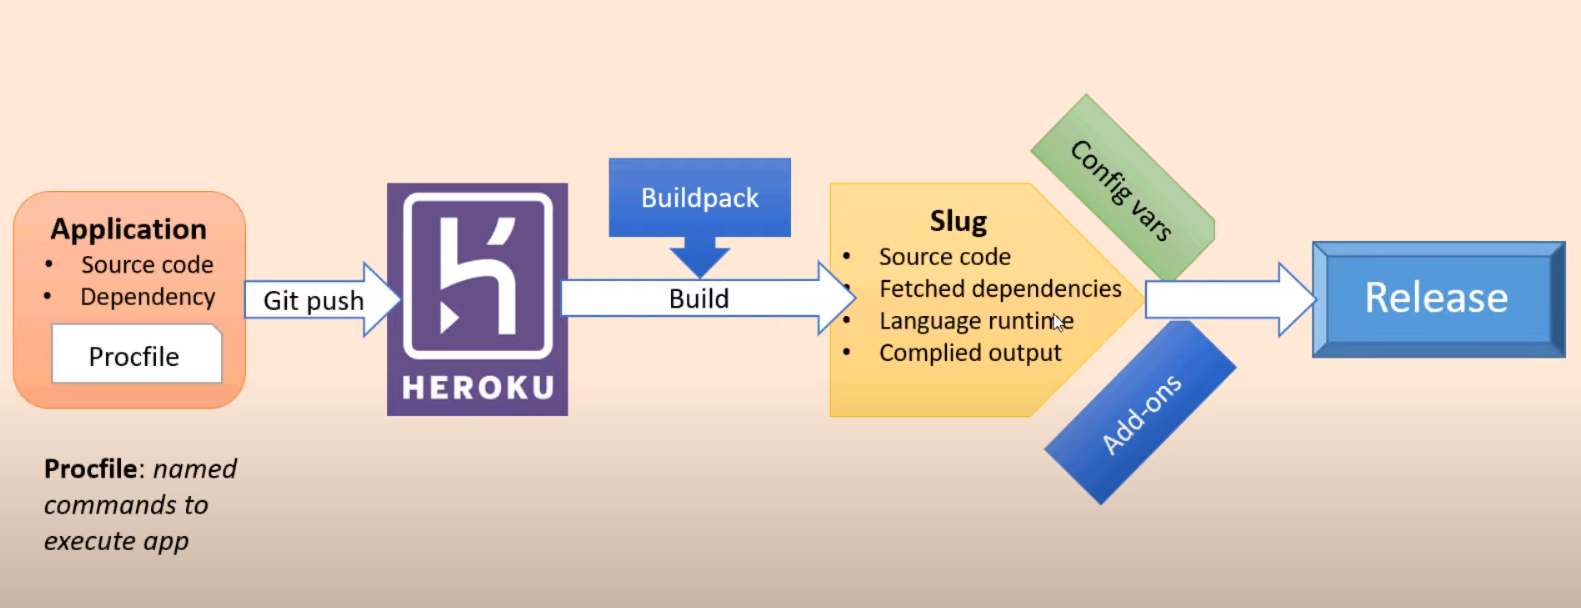 Application
• Source code
• Dependency
Procfile
Procfile: named
commands to
execute app
Git push
HEROKU
Buildpack
Build
Slug
• Source code
• Fetched dependencies
• Language runtime
• Complied output
Config vars
Add-ons
Release